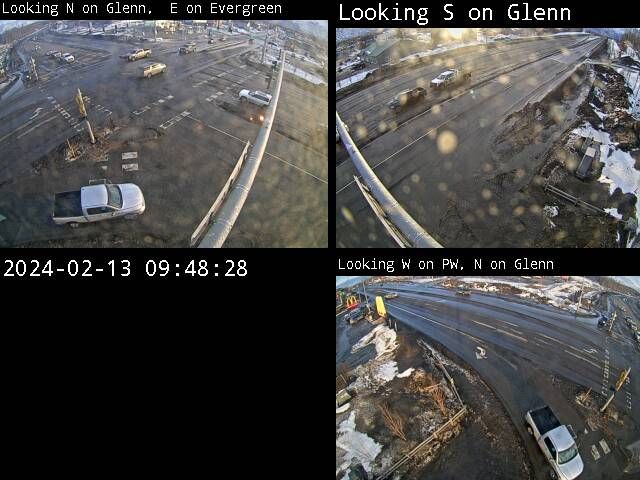 Looking N on Glenn,  E on Evergreen
Looking S on Glenn
2024-02-13 09:48:28
Looking W on PW, N on Glenn